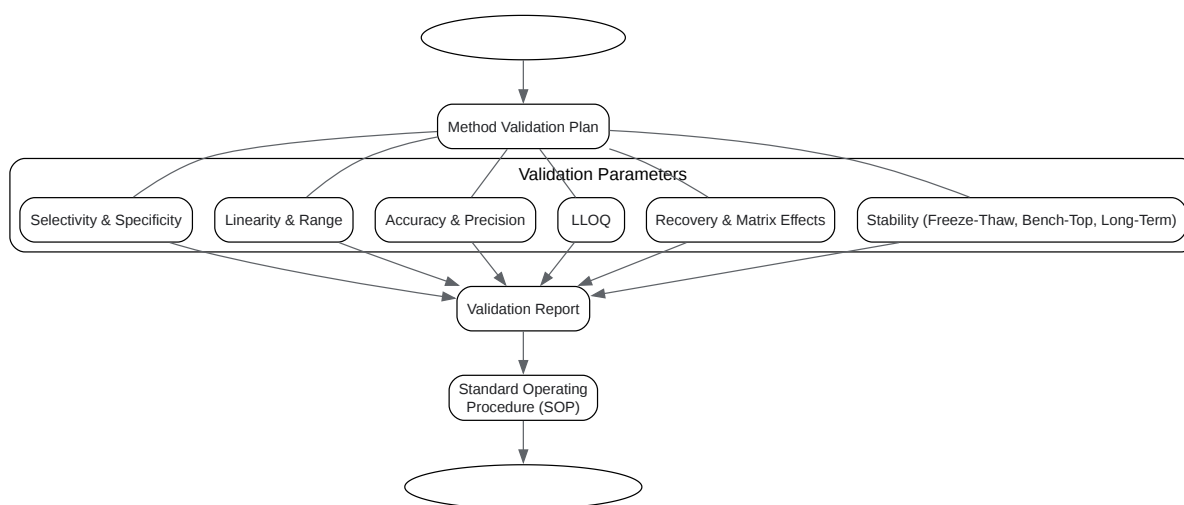 Method Validation Plan
Validation Parameters
Selectivity & Specificity
Linearity & Range
Accuracy & Precision
LLOQ
Recovery & Matrix Effects
Stability (Freeze-Thaw, Bench-Top, Long-Term)
Validation Report
Standard Operating
Procedure (SOP)